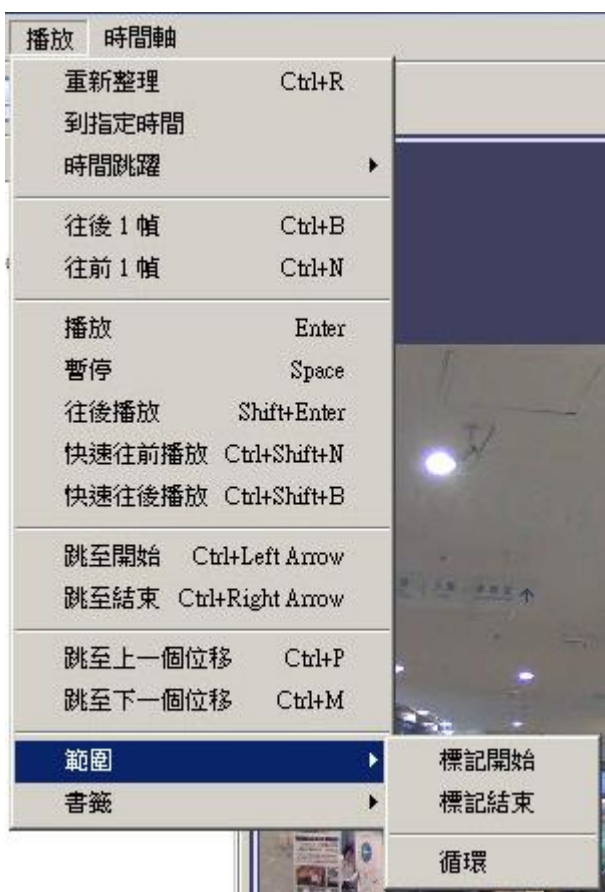 播放 時間軸
重新整理 Ctrl+R
到指定時間
時間跳躍
往後 1 幀 Ctrl+B
往前 1 幀 Ctrl+N
播放 Enter
暫停 Space
往後播放 Shift+Enter
快速往前播放 Ctrl+Shift+N
快速往後播放 Ctrl+Shift+B
跳至開始 Ctrl+Left Arrow
跳至結束 Ctrl+Right Arrow
跳至上一個位移 Ctrl+P
跳至下一個位移 Ctrl+M
範圍
書籤
標記開始
標記結束
循環